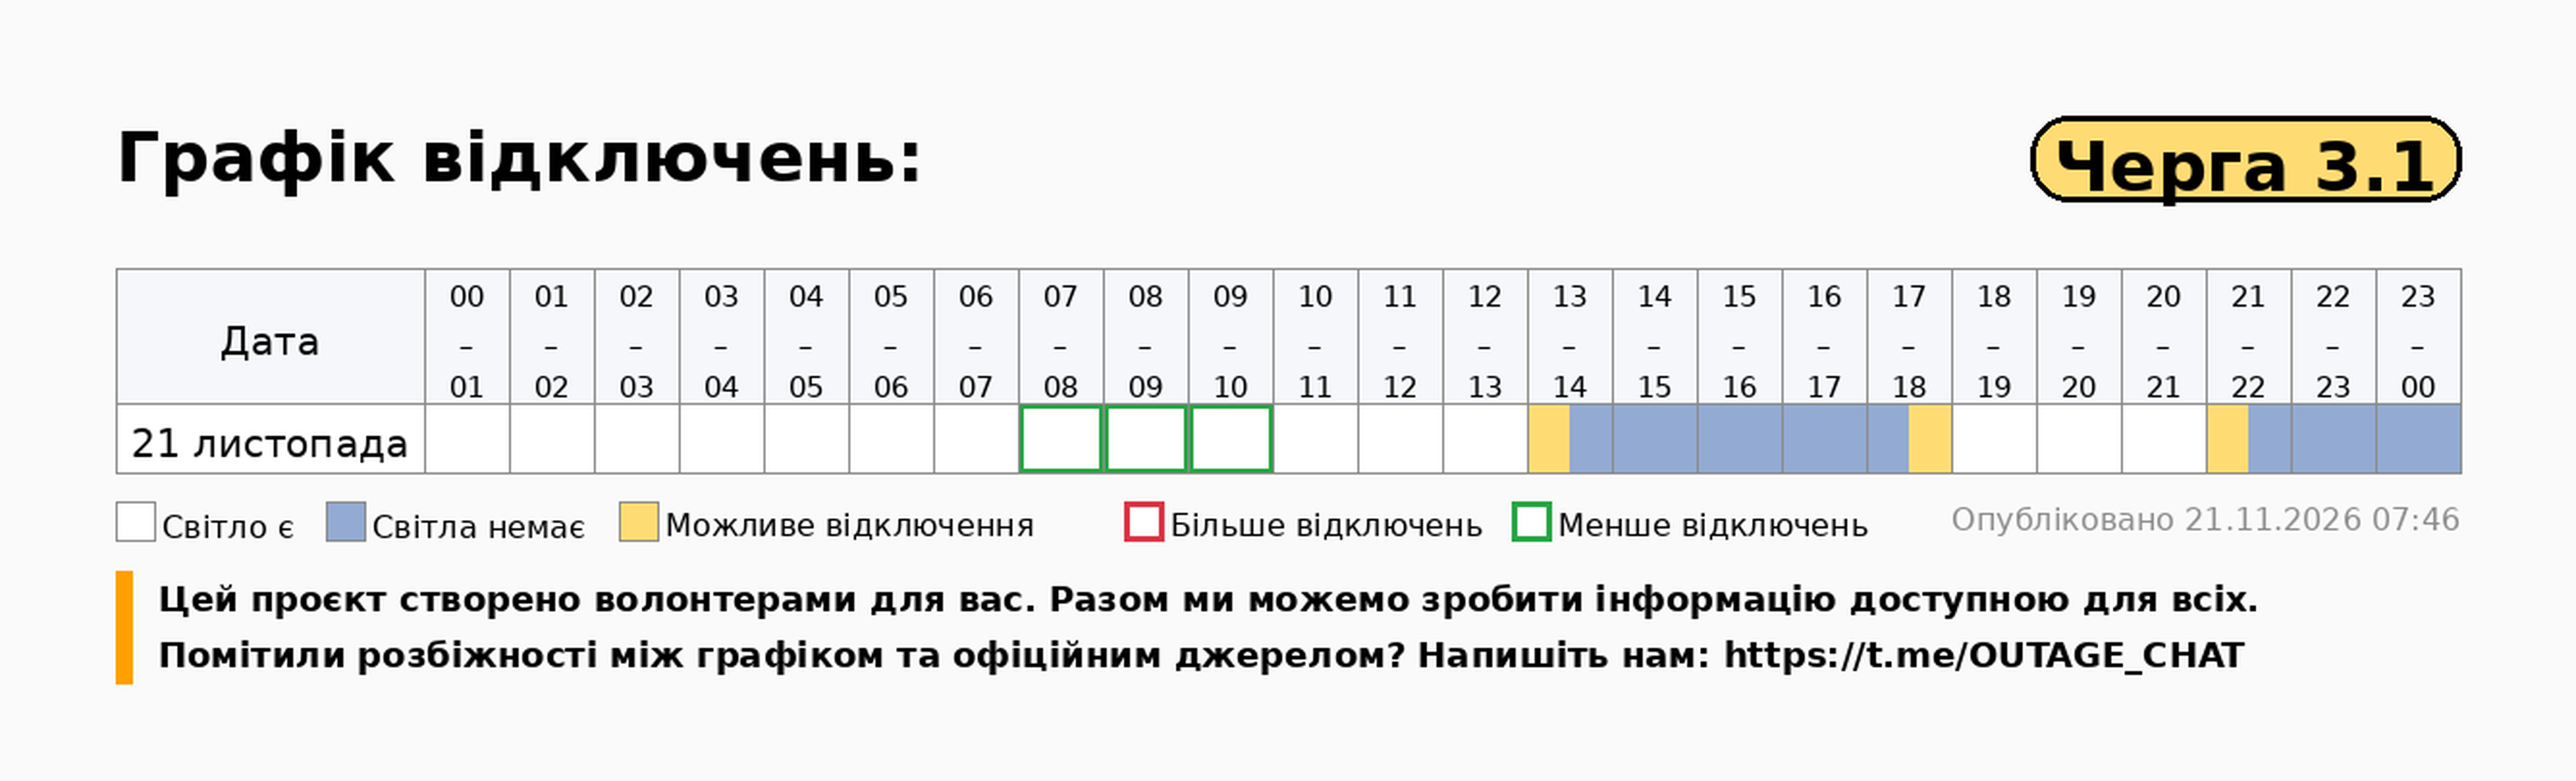 Графік відключень:
Черга 3.1
Дата
00 – 01
01 – 02
02 – 03
03 – 04
04 – 05
05 – 06
06 – 07
07 – 08
08 – 09
09 – 10
10 – 11
11 – 12
12 – 13
13 – 14
14 – 15
15 – 16
16 – 17
17 – 18
18 – 19
19 – 20
20 – 21
21 – 22
22 – 23
23 – 00
21 листопада
Світло є
Світла немає
Можливе відключення
Більше відключень
Менше відключень
Опубліковано 21.11.2026 07:46
Цей проєкт створено волонтерами для вас. Разом ми можемо зробити інформацію доступною для всіх.
Помітили розбіжності між графіком та офіційним джерелом? Напишіть нам: https://t.me/OUTAGE_CHAT